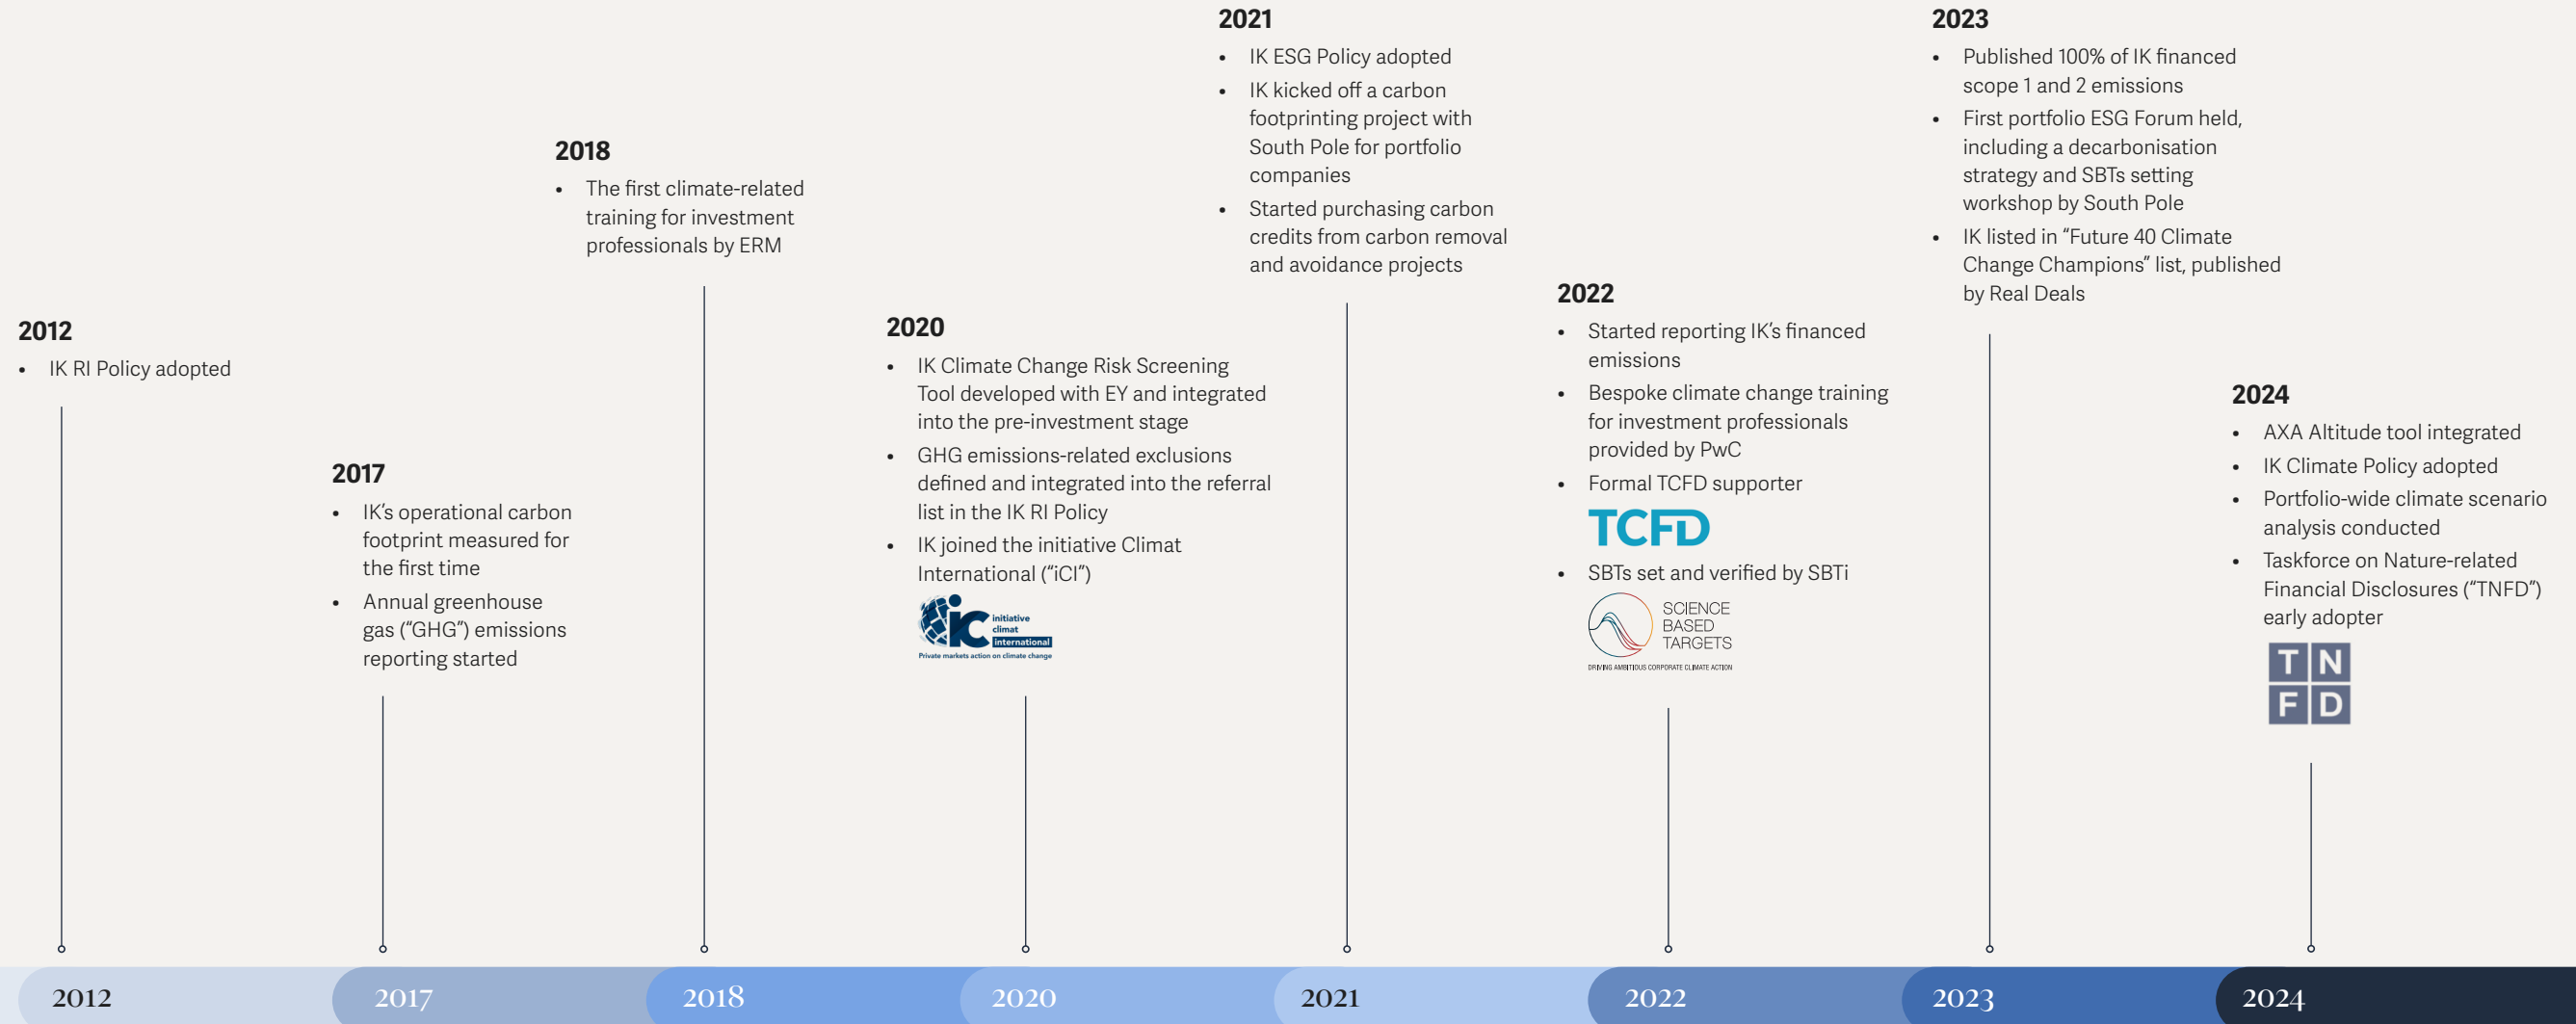 2012
• IK RI Policy adopted
2017
• IK’s operational carbon
footprint measured for
the first time
• Annual greenhouse
gas (“GHG”) emissions
reporting started
2018
• The first climate-related
training for investment
professionals by ERM
2020
• IK Climate Change Risk Screening
Tool developed with EY and integrated
into the pre-investment stage
• GHG emissions-related exclusions
defined and integrated into the referral
list in the IK RI Policy
• IK joined the initiative Climat
International (“iCI”)
ic
initiative
climat
international
Private markets action on climate change
2021
• IK ESG Policy adopted
• IK kicked off a carbon
footprinting project with
South Pole for portfolio
companies
• Started purchasing carbon
credits from carbon removal
and avoidance projects
2022
• Started reporting IK’s financed
emissions
• Bespoke climate change training
for investment professionals
provided by PwC
• Formal TCFD supporter
TCFD
• SBTs set and verified by SBTi
SCIENCE
BASED
TARGETS
DRIVING AMBITIOUS CORPORATE CLIMATE ACTION
2023
• Published 100% of IK financed
scope 1 and 2 emissions
• First portfolio ESG Forum held,
including a decarbonisation
strategy and SBTs setting
workshop by South Pole
• IK listed in “Future 40 Climate
Change Champions” list, published
by Real Deals
2024
• AXA Altitude tool integrated
• IK Climate Policy adopted
• Portfolio-wide climate scenario
analysis conducted
• Taskforce on Nature-related
Financial Disclosures (“TNFD”)
early adopter
T N
F D
2012 2017 2018 2020 2021 2022 2023 2024